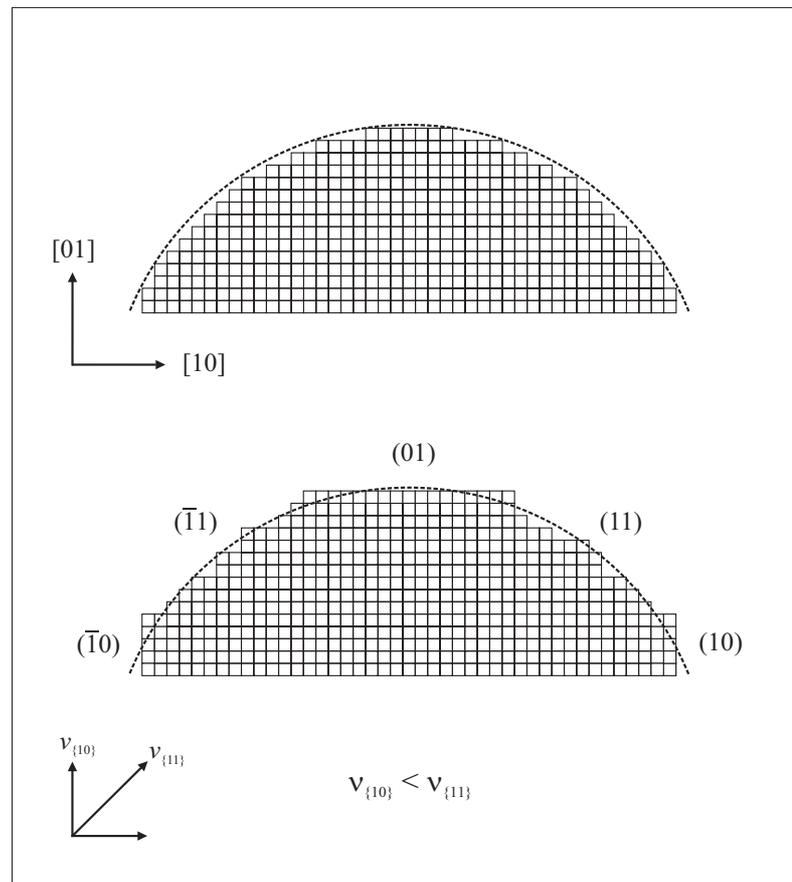 [01]
[10]
(01)
(1̅1)
(11)
(1̅0)
(10)
v{10}
v{11}
ν{10} < ν{11}